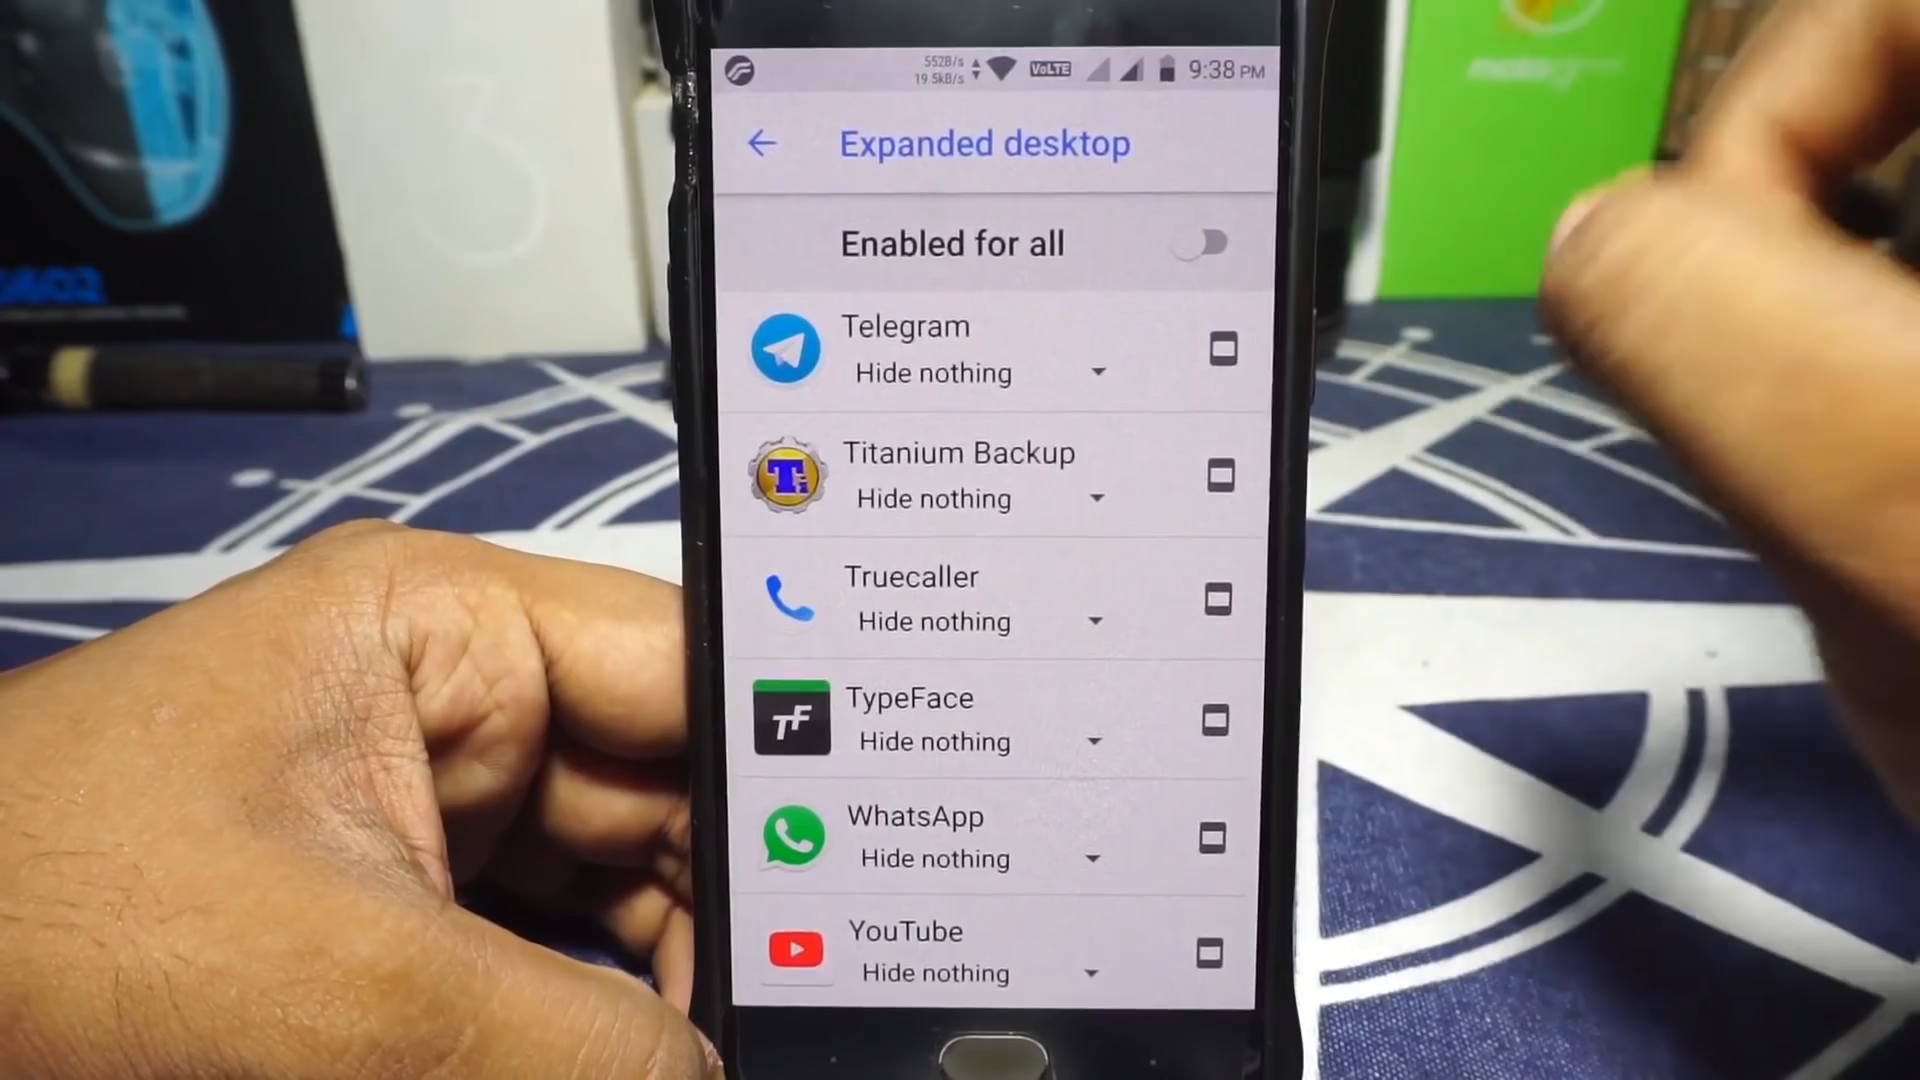 552B/s
19.5kB/s
VoLTE
9:38 PM
Expanded desktop
Enabled for all
Telegram
Hide nothing
Titanium Backup
Hide nothing
Truecaller
Hide nothing
TypeFace
Hide nothing
WhatsApp
Hide nothing
YouTube
Hide nothing
3